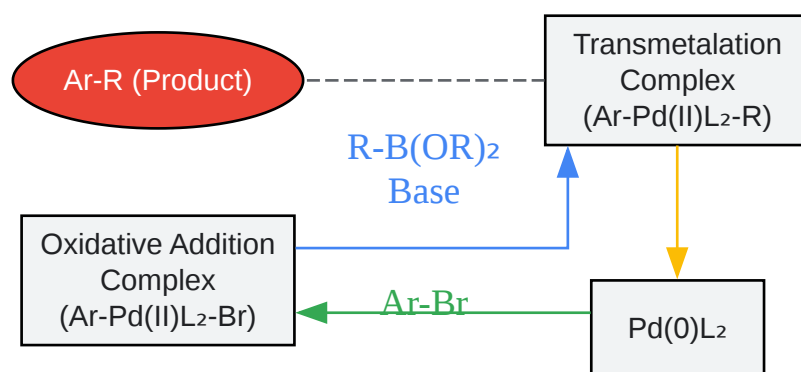 Ar-R (Product)
Transmetalation
Complex
(Ar-Pd(II)L₂-R)
R-B(OR)₂
Base
Oxidative Addition
Complex
(Ar-Pd(II)L₂-Br)
Ar-Br
Pd(0)L₂